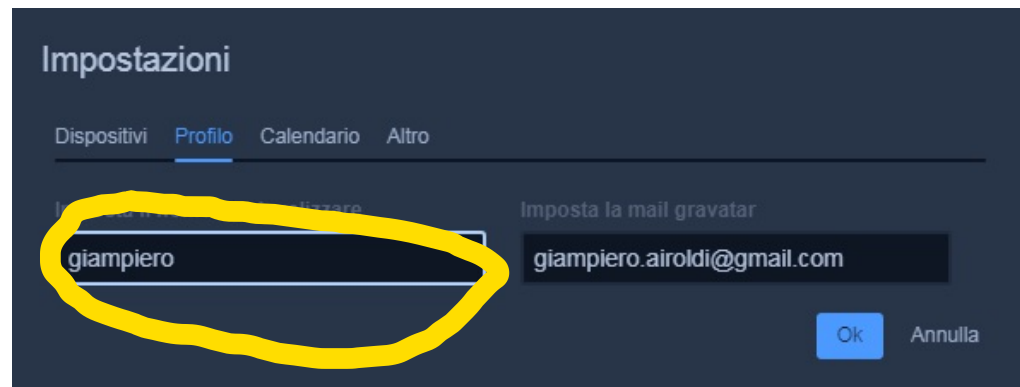 Impostazioni
Dispositivi Profilo Calendario Altro
Imposta la mail gravatar
giampiero
giampiero.airoldi@gmail.com
Ok Annulla